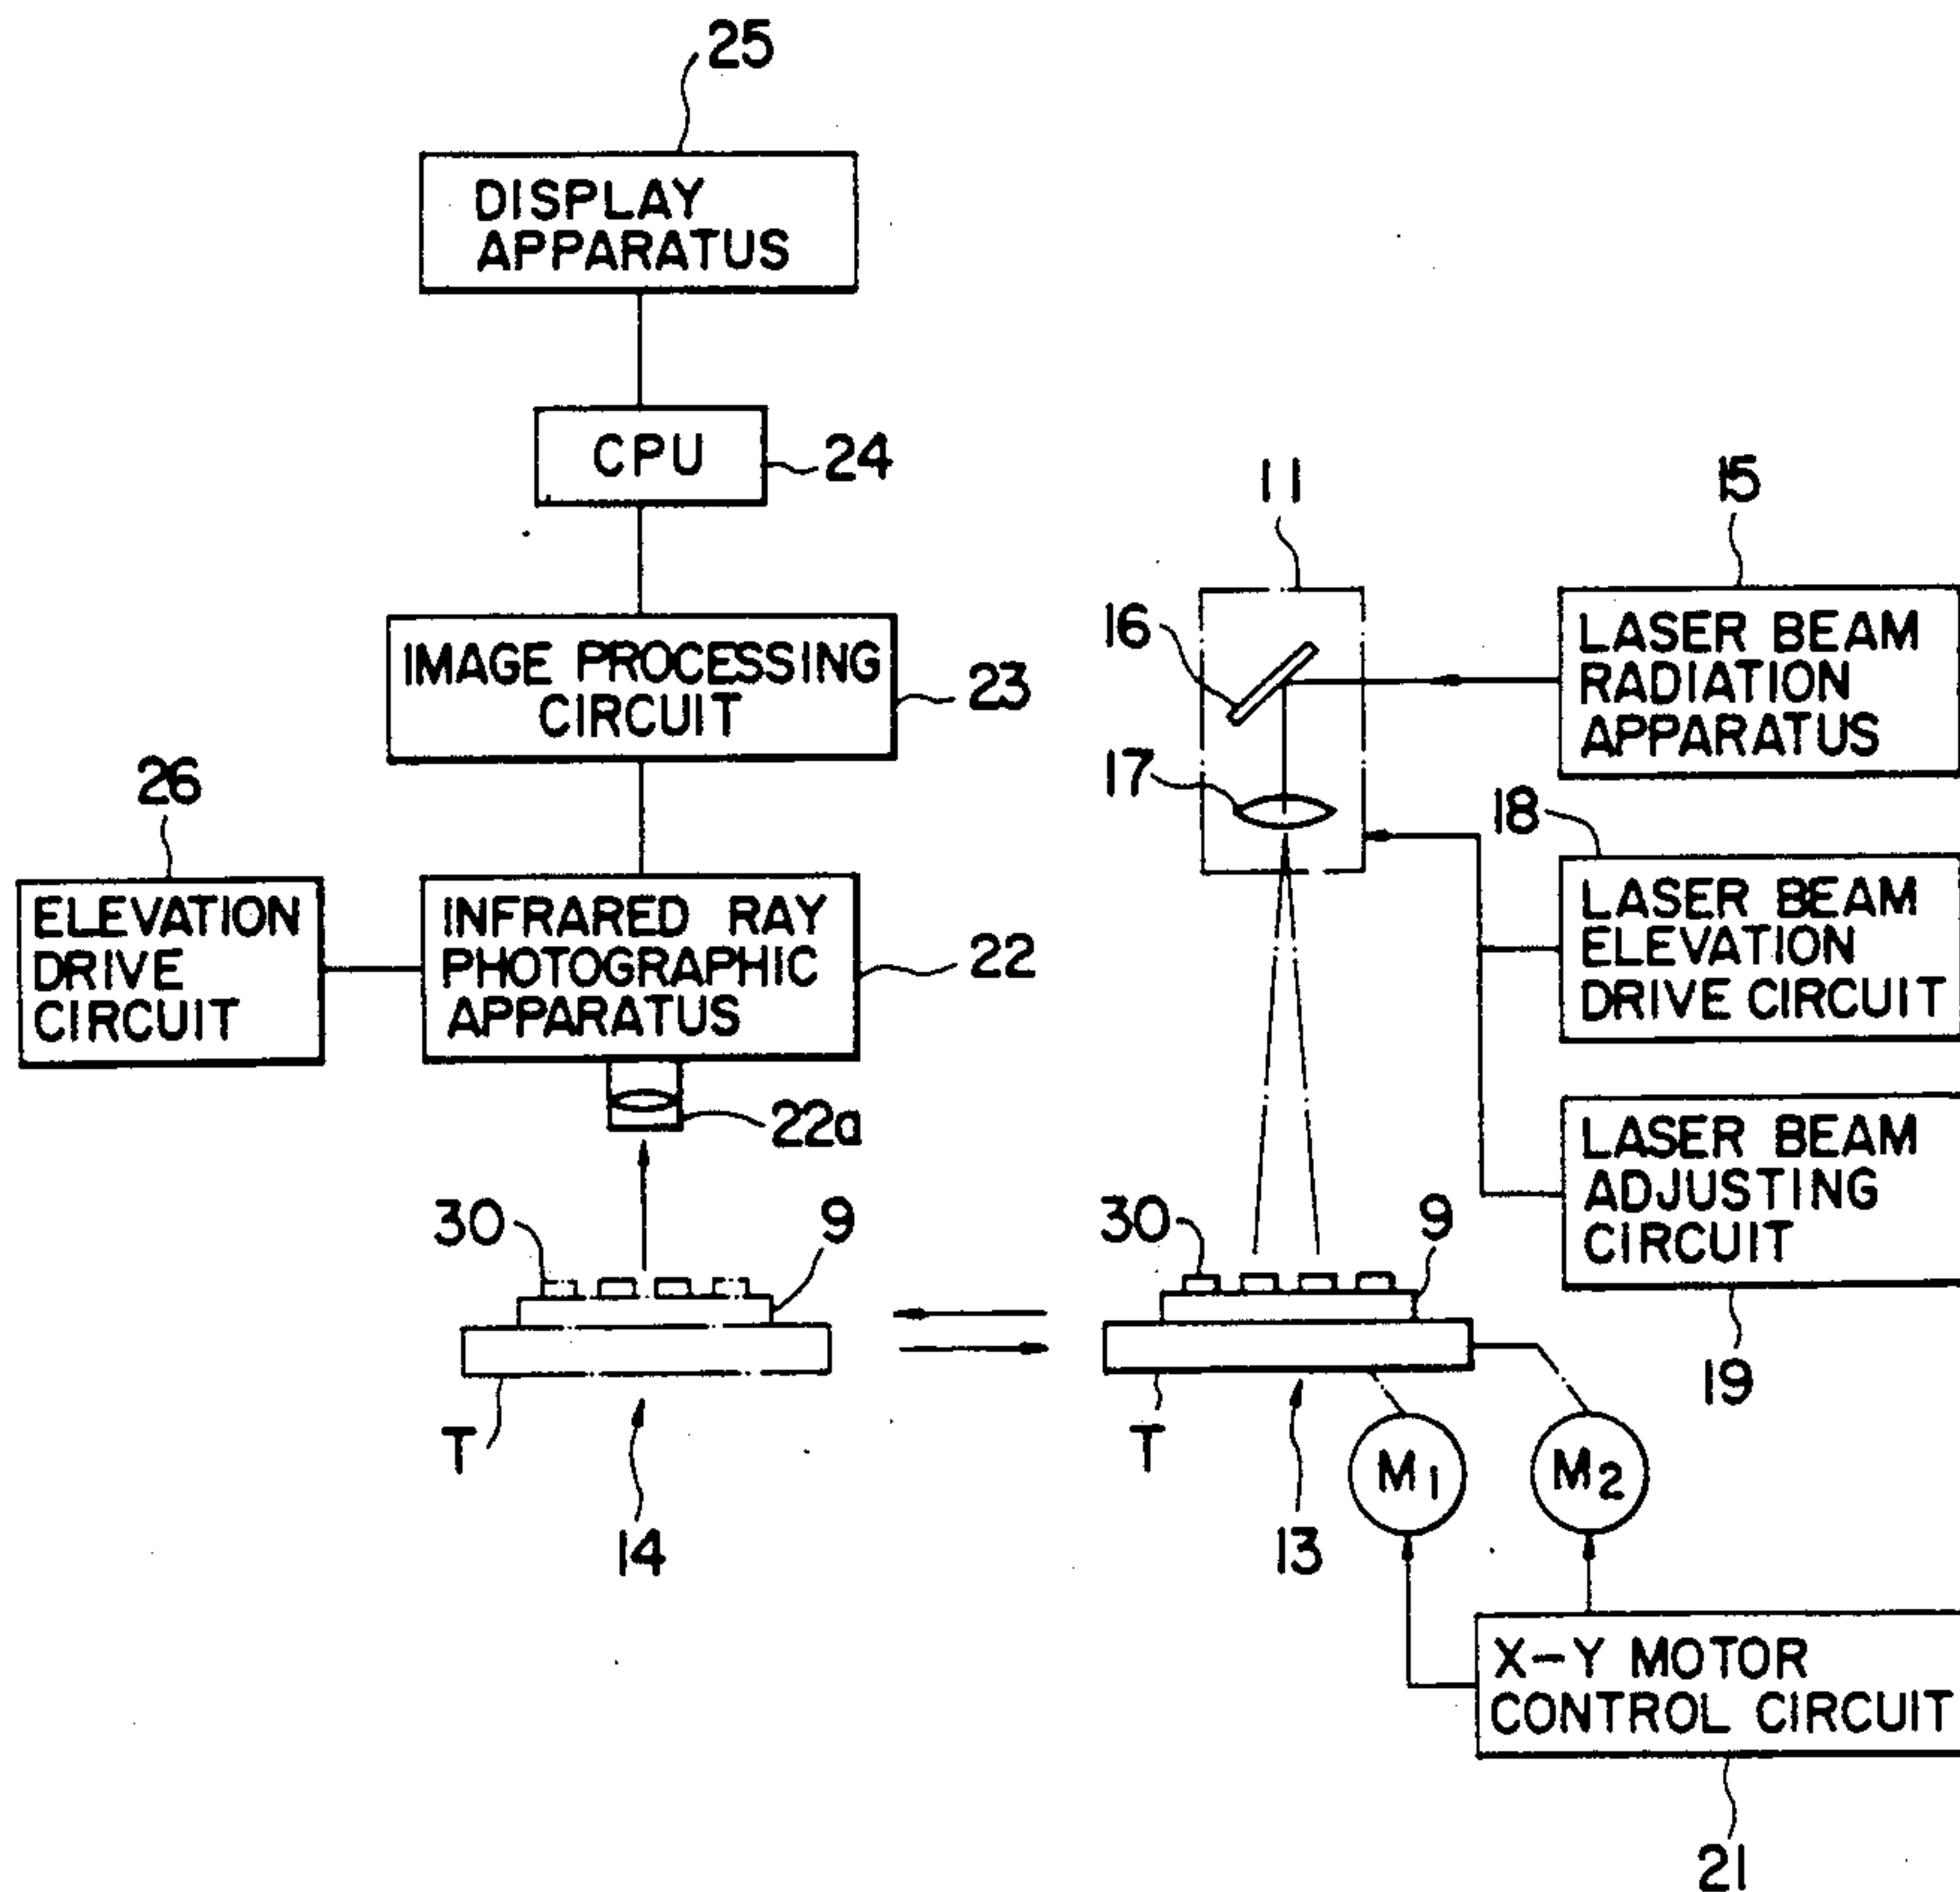 25
DISPLAY
APPARATUS
CPU
24
11
15
16
LASER BEAM
RADIATION
APPARATUS
IMAGE PROCESSING
CIRCUIT
23
17
26
18
ELEVATION
DRIVE
CIRCUIT
INFRARED RAY
PHOTOGRAPHIC
APPARATUS
22
LASER BEAM
ELEVATION
DRIVE CIRCUIT
22a
LASER BEAM
ADJUSTING
CIRCUIT
30
9
30
9
19
T
T
M1
M2
14
13
X-Y MOTOR
CONTROL CIRCUIT
21